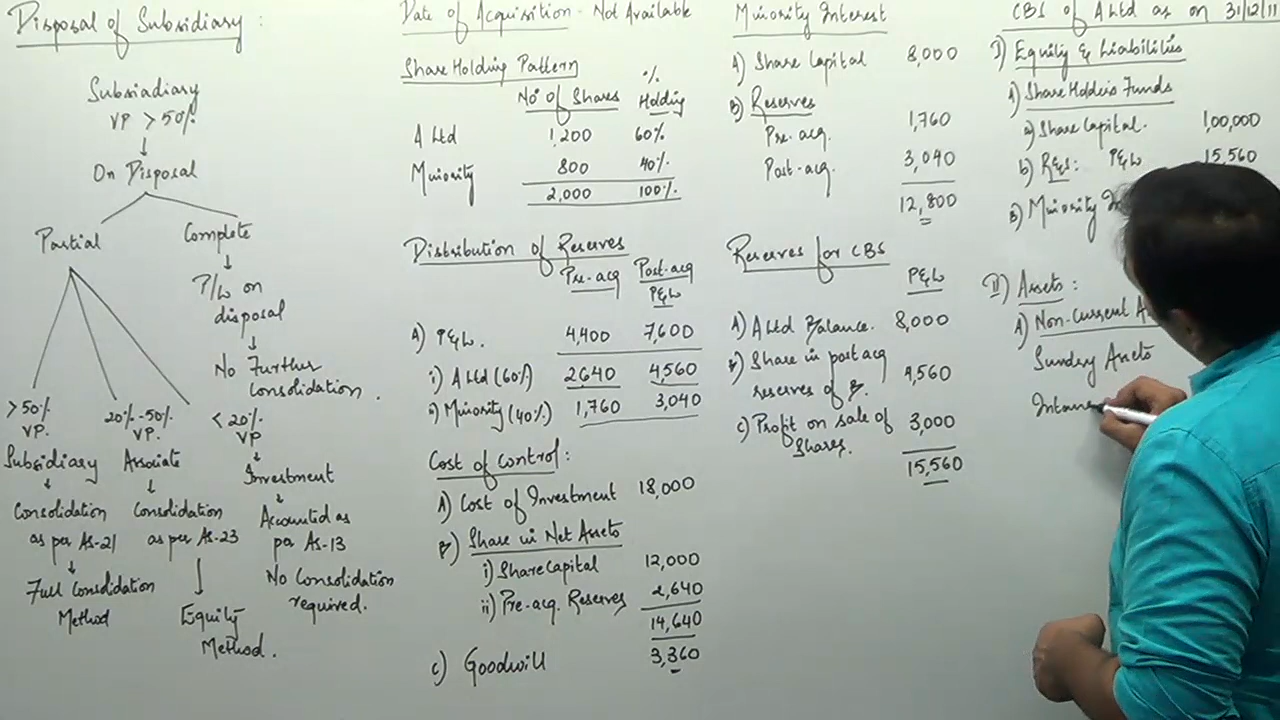 Disposal of Subsidiary :
Subsiadiary
VP > 50%
On Disposal
Partial
Complete
P/L on
disposal
No Further
Consolidation.
> 50%
VP.
20%-50%
VP.
< 20%
VP
Subsidiary
Associate
Investment
Consolidation
as per AS-21
Consolidation
as per AS-23
Accounted as
per AS-13
Full Consolidation
Method
Equity
Method.
No Consolidation
required.
Date of Acquisition - Not Available
Share Holding Pattern
No of Shares
% Holding
A Ltd 1,200 60%
Minority 800 40%
2,000 100%
Distribution of Reserves
Pre-acq Post-acq
P&L
A) P&L. 4,400 7,600
i) A Ltd (60%) 2640 4,560
ii) Minority (40%) 1,760 3,040
Cost of Control :
A) Cost of Investment 18,000
B) Share in Net Assets
i) Share Capital 12,000
ii) Pre-acq. Reserves 2,640
14,640
c) Goodwill 3,360
Minority Interest
A) Share Capital 8,000
B) Reserves
Pre-acq. 1,760
Post-acq. 3,040
12,800
Reserves for CBS
P&L
A) A Ltd Balance. 8,000
B) Share in post acq
reserves of B. 4,560
c) Profit on sale of 3,000
Shares.
15,560
CBS of A Ltd as on 31/12/11
I) Equity & Liabilities
A) Share Holders Funds
a) Share Capital. 1,00,000
b) R&S : P&L 15,560
B) Minority
II) Assets :
A) Non-Current
Sundry Assets